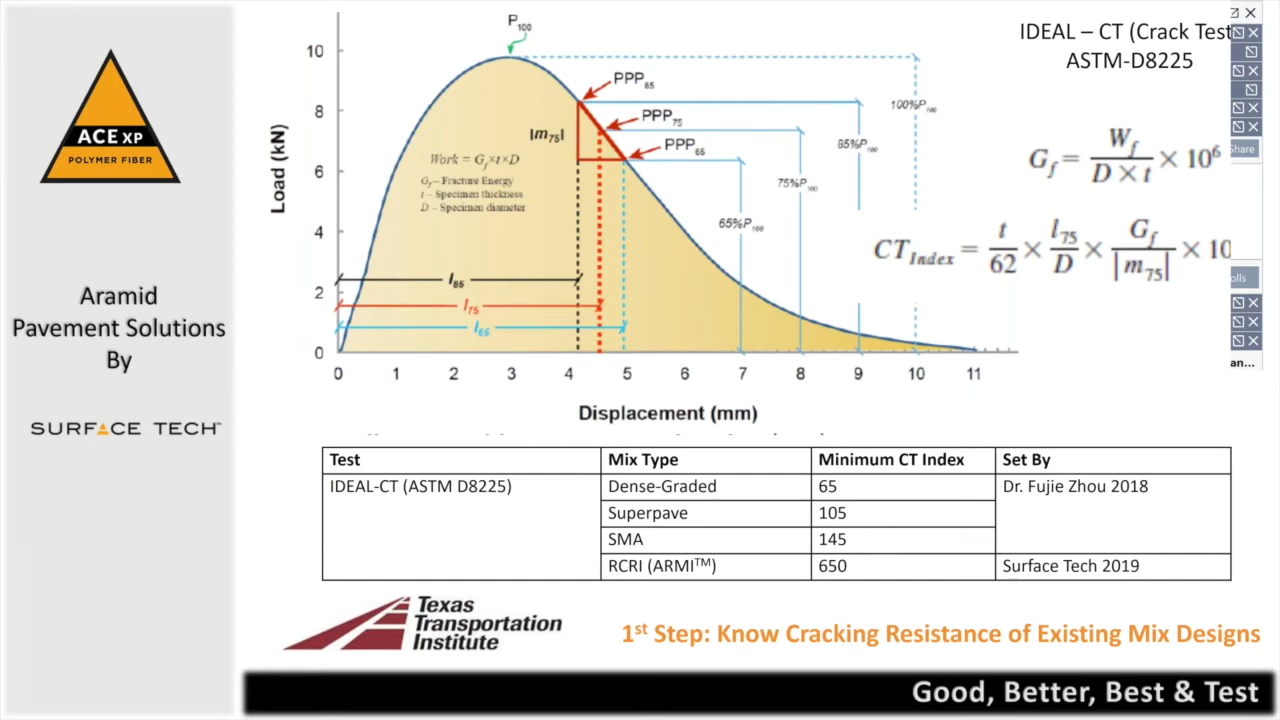 ACE XP
POLYMER FIBER
Aramid
Pavement Solutions
By
SURFACE TECH
IDEAL – CT (Crack Test
ASTM-D8225
Share
olls
an...
P100
PPP85
PPP75
PPP65
|m75|
Work = Gf×t×D
Gf – Fracture Energy
t – Specimen thickness
D – Specimen diameter
100%P100
85%P100
75%P100
65%P100
l85
l75
l65
Load (kN)
10
8
6
4
2
0
0 1 2 3 4 5 6 7 8 9 10 11
Displacement (mm)
Gf = Wf / D × t × 10^6
CTIndex = t/62 × l75/D × Gf/|m75| × 10
Test Mix Type Minimum CT Index Set By
IDEAL-CT (ASTM D8225) Dense-Graded 65 Dr. Fujie Zhou 2018
Superpave 105
SMA 145
RCRI (ARMI™) 650 Surface Tech 2019
Texas
Transportation
Institute
1st Step: Know Cracking Resistance of Existing Mix Designs
Good, Better, Best & Test